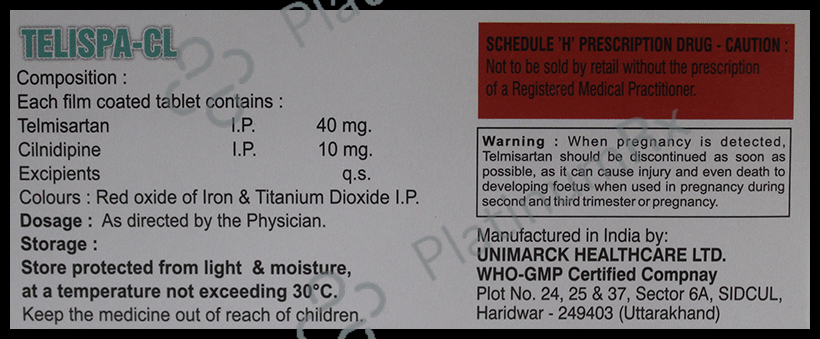 TELISPA-CL
Composition :
Each film coated tablet contains :
Telmisartan I.P. 40 mg.
Cilnidipine I.P. 10 mg.
Excipients q.s.
Colours : Red oxide of Iron & Titanium Dioxide I.P.
Dosage : As directed by the Physician.
Storage :
Store protected from light & moisture,
at a temperature not exceeding 30°C.
Keep the medicine out of reach of children.
SCHEDULE 'H' PRESCRIPTION DRUG - CAUTION :
Not to be sold by retail without the prescription
of a Registered Medical Practitioner.
Warning : When pregnancy is detected,
Telmisartan should be discontinued as soon as
possible, as it can cause injury and even death to
developing foetus when used in pregnancy during
second and third trimester or pregnancy.
Manufactured in India by:
UNIMARCK HEALTHCARE LTD.
WHO-GMP Certified Compnay
Plot No. 24, 25 & 37, Sector 6A, SIDCUL,
Haridwar - 249403 (Uttarakhand)
PlatinumRx
PlatinumRx